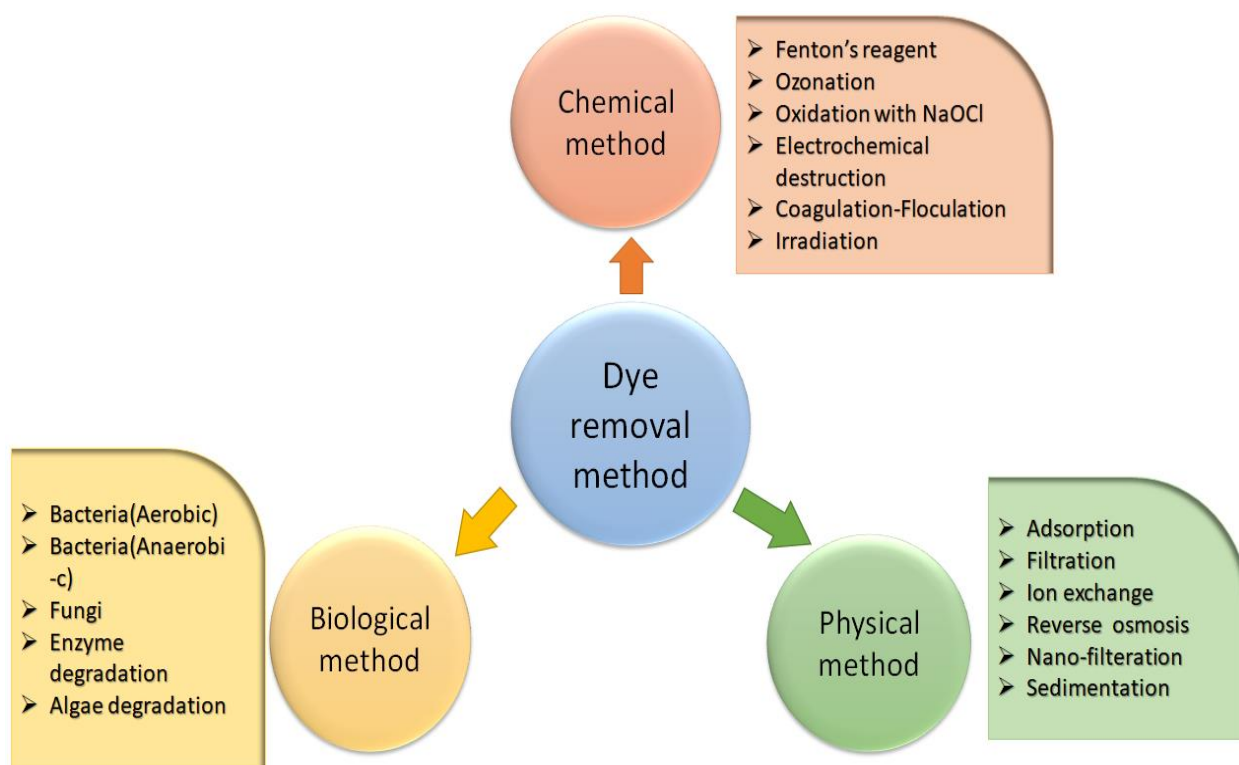 Chemical
method
➢ Fenton's reagent
➢ Ozonation
➢ Oxidation with NaOCl
➢ Electrochemical
destruction
➢ Coagulation-Floculation
➢ Irradiation
Dye
removal
method
➢ Bacteria(Aerobic)
➢ Bacteria(Anaerobi
-c)
➢ Fungi
➢ Enzyme
degradation
➢ Algae degradation
Biological
method
Physical
method
➢ Adsorption
➢ Filtration
➢ Ion exchange
➢ Reverse osmosis
➢ Nano-filteration
➢ Sedimentation